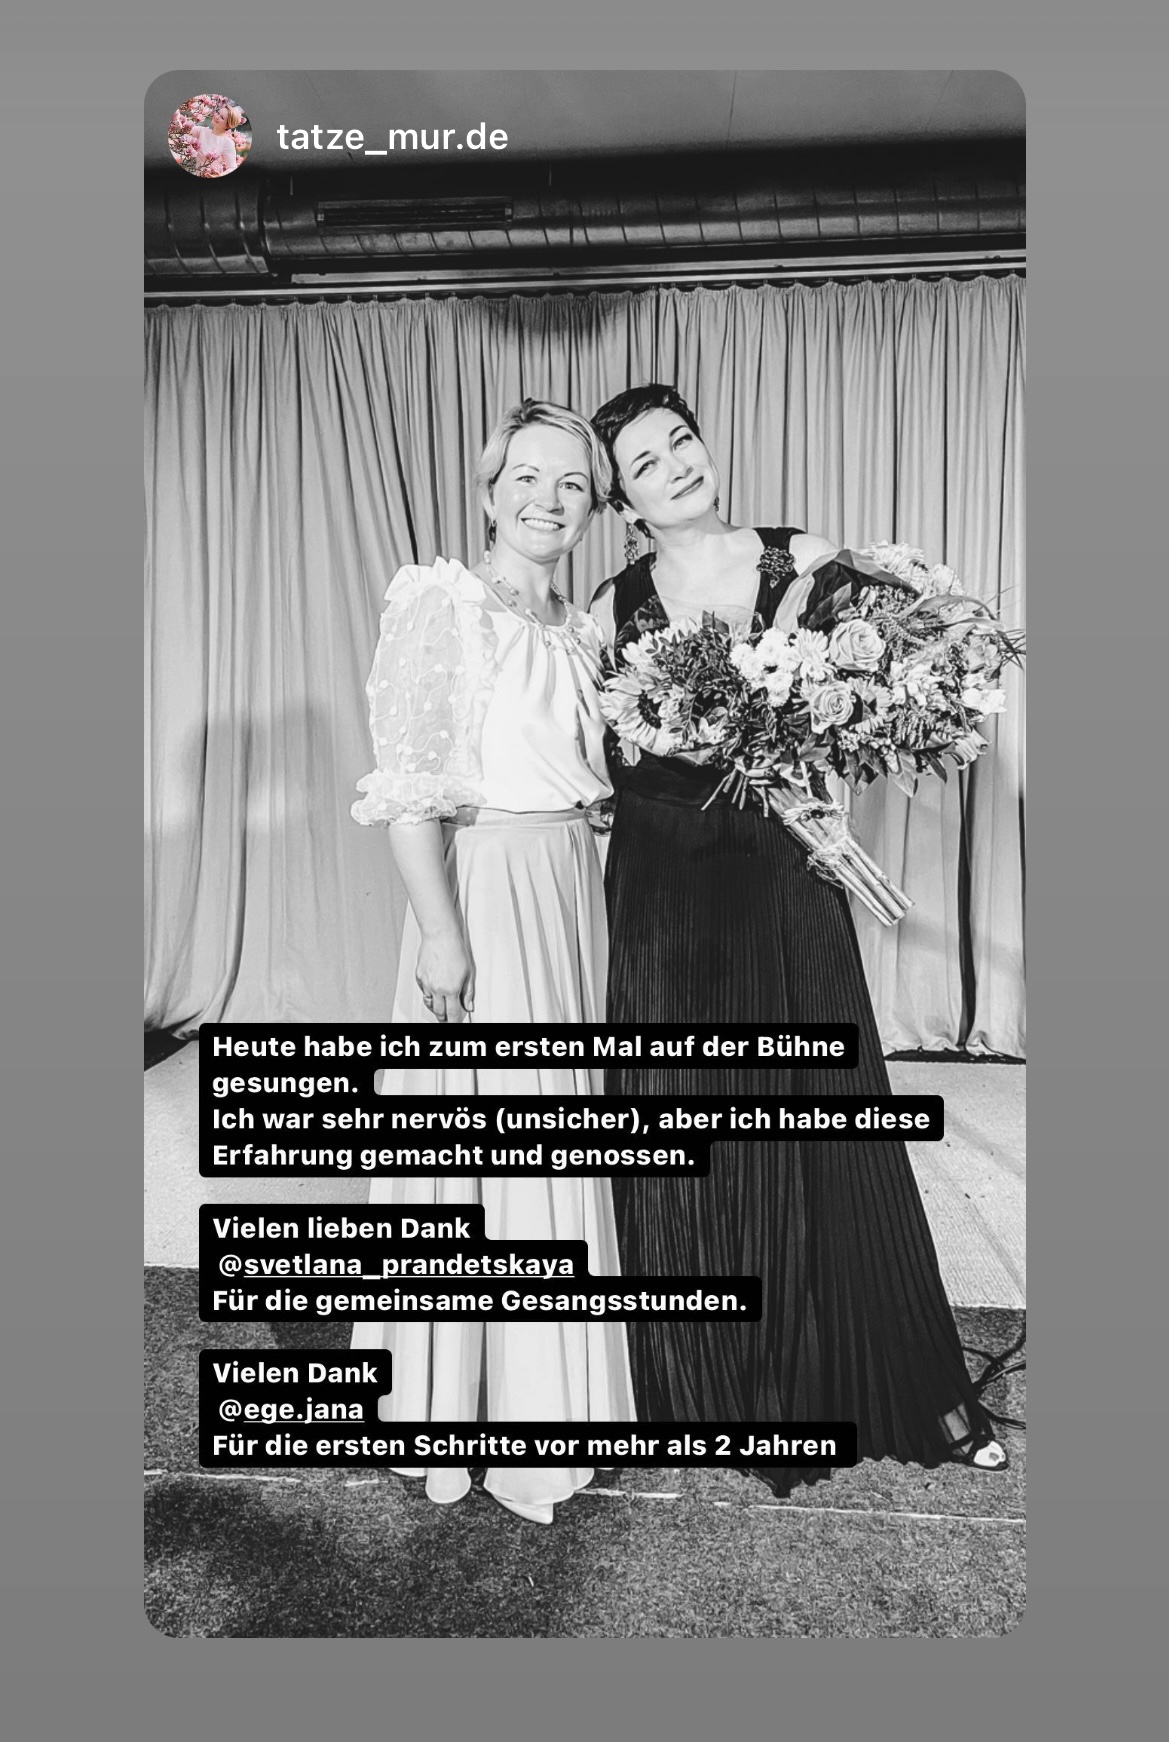 tatze_mur.de
Heute habe ich zum ersten Mal auf der Bühne
gesungen.
Ich war sehr nervös (unsicher), aber ich habe diese
Erfahrung gemacht und genossen.
Vielen lieben Dank
@svetlana_prandetskaya
Für die gemeinsame Gesangsstunden.
Vielen Dank
@ege.jana
Für die ersten Schritte vor mehr als 2 Jahren